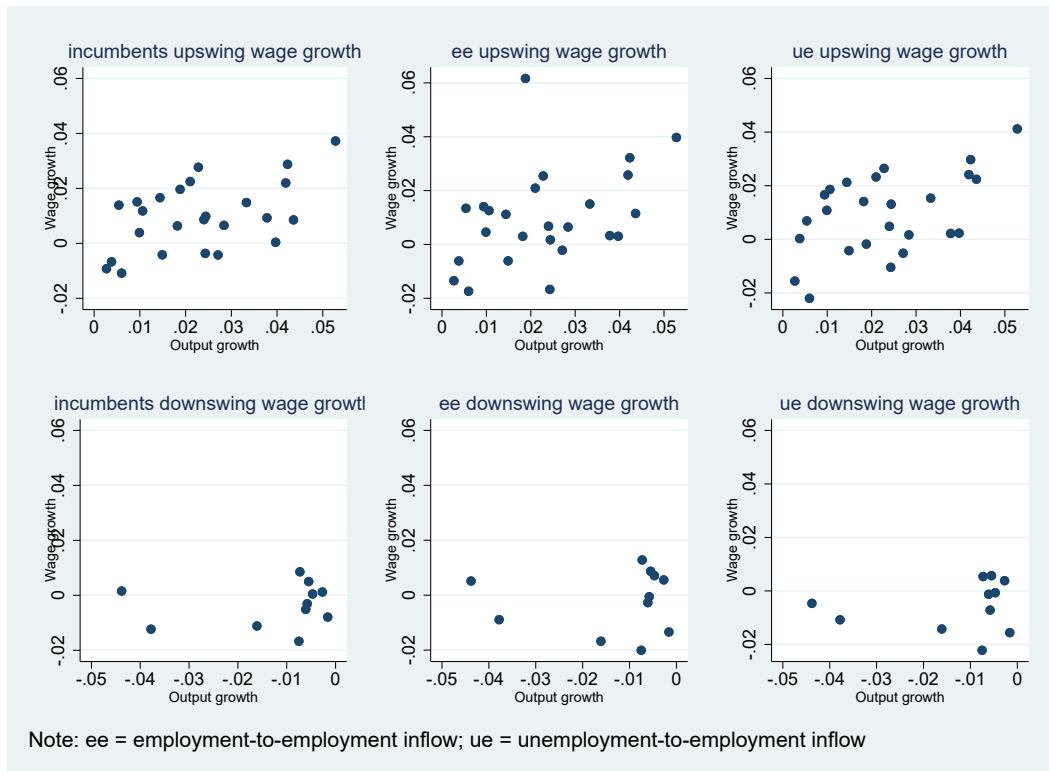 incumbents upswing wage growth
ee upswing wage growth
ue upswing wage growth
Wage growth
-.02 0 .02 .04 .06
0 .01 .02 .03 .04 .05
Output growth
Wage growth
-.02 0 .02 .04 .06
0 .01 .02 .03 .04 .05
Output growth
Wage growth
-.02 0 .02 .04 .06
0 .01 .02 .03 .04 .05
Output growth
incumbents downswing wage growtl
ee downswing wage growth
ue downswing wage growth
Wage growth
-.02 0 .02 .04 .06
-.05 -.04 -.03 -.02 -.01 0
Output growth
Wage growth
-.02 0 .02 .04 .06
-.05 -.04 -.03 -.02 -.01 0
Output growth
Wage growth
-.02 0 .02 .04 .06
-.05 -.04 -.03 -.02 -.01 0
Output growth
Note: ee = employment-to-employment inflow; ue = unemployment-to-employment inflow